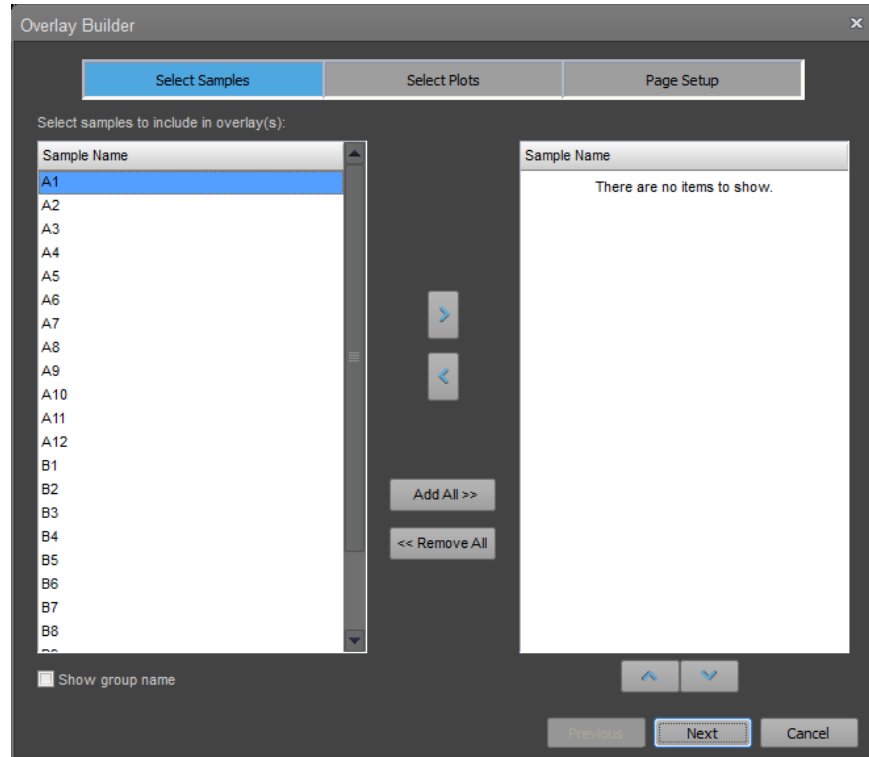 Overlay Builder
Select Samples
Select Plots
Page Setup
Select samples to include in overlay(s):
Sample Name
A1
A2
A3
A4
A5
A6
A7
A8
A9
A10
A11
A12
B1
B2
B3
B4
B5
B6
B7
B8
Sample Name
There are no items to show.
>
<
Add All >>
<< Remove All
Show group name
Previous
Next
Cancel